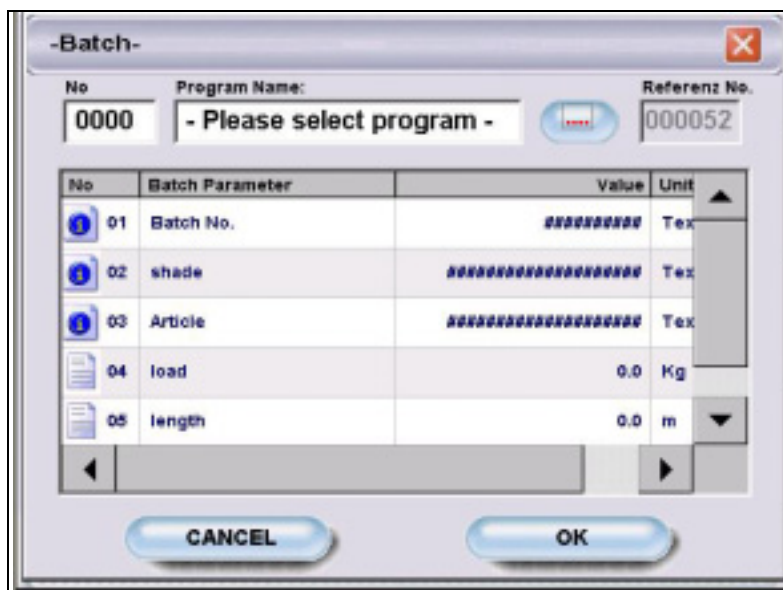 -Batch-
No Program Name: Referenz No.
0000 - Please select program - ..... 000052
No Batch Parameter Value Unit
01 Batch No. ########## Tex
02 shade #################### Tex
03 Article #################### Tex
04 load 0.0 Kg
05 length 0.0 m
CANCEL OK